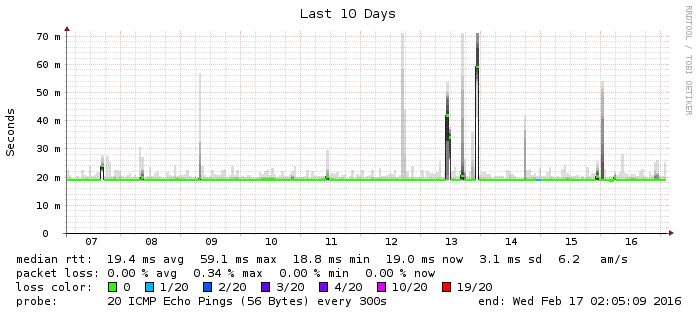 Last 10 Days
RRDTOOL / TOBI OETIKER
Seconds
70 m
60 m
50 m
40 m
30 m
20 m
10 m
0
07 08 09 10 11 12 13 14 15 16
median rtt: 19.4 ms avg 59.1 ms max 18.8 ms min 19.0 ms now 3.1 ms sd 6.2 am/s
packet loss: 0.00 % avg 0.34 % max 0.00 % min 0.00 % now
loss color: 0 1/20 2/20 3/20 4/20 10/20 19/20
probe: 20 ICMP Echo Pings (56 Bytes) every 300s end: Wed Feb 17 02:05:09 2016